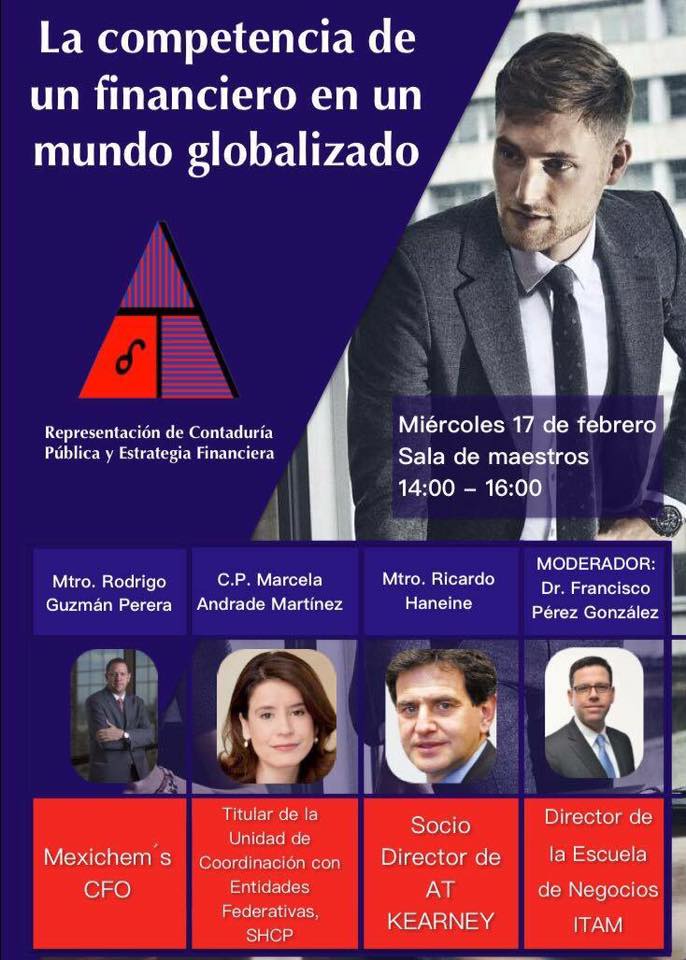 La competencia de
un financiero en un
mundo globalizado
Representación de Contaduría
Pública y Estrategia Financiera
Miércoles 17 de febrero
Sala de maestros
14:00 – 16:00
Mtro. Rodrigo
Guzmán Perera
C.P. Marcela
Andrade Martínez
Mtro. Ricardo
Haneine
MODERADOR:
Dr. Francisco
Pérez González
Mexichem´s
CFO
Titular de la
Unidad de
Coordinación con
Entidades
Federativas,
SHCP
Socio
Director de
AT
KEARNEY
Director de
la Escuela
de Negocios
ITAM